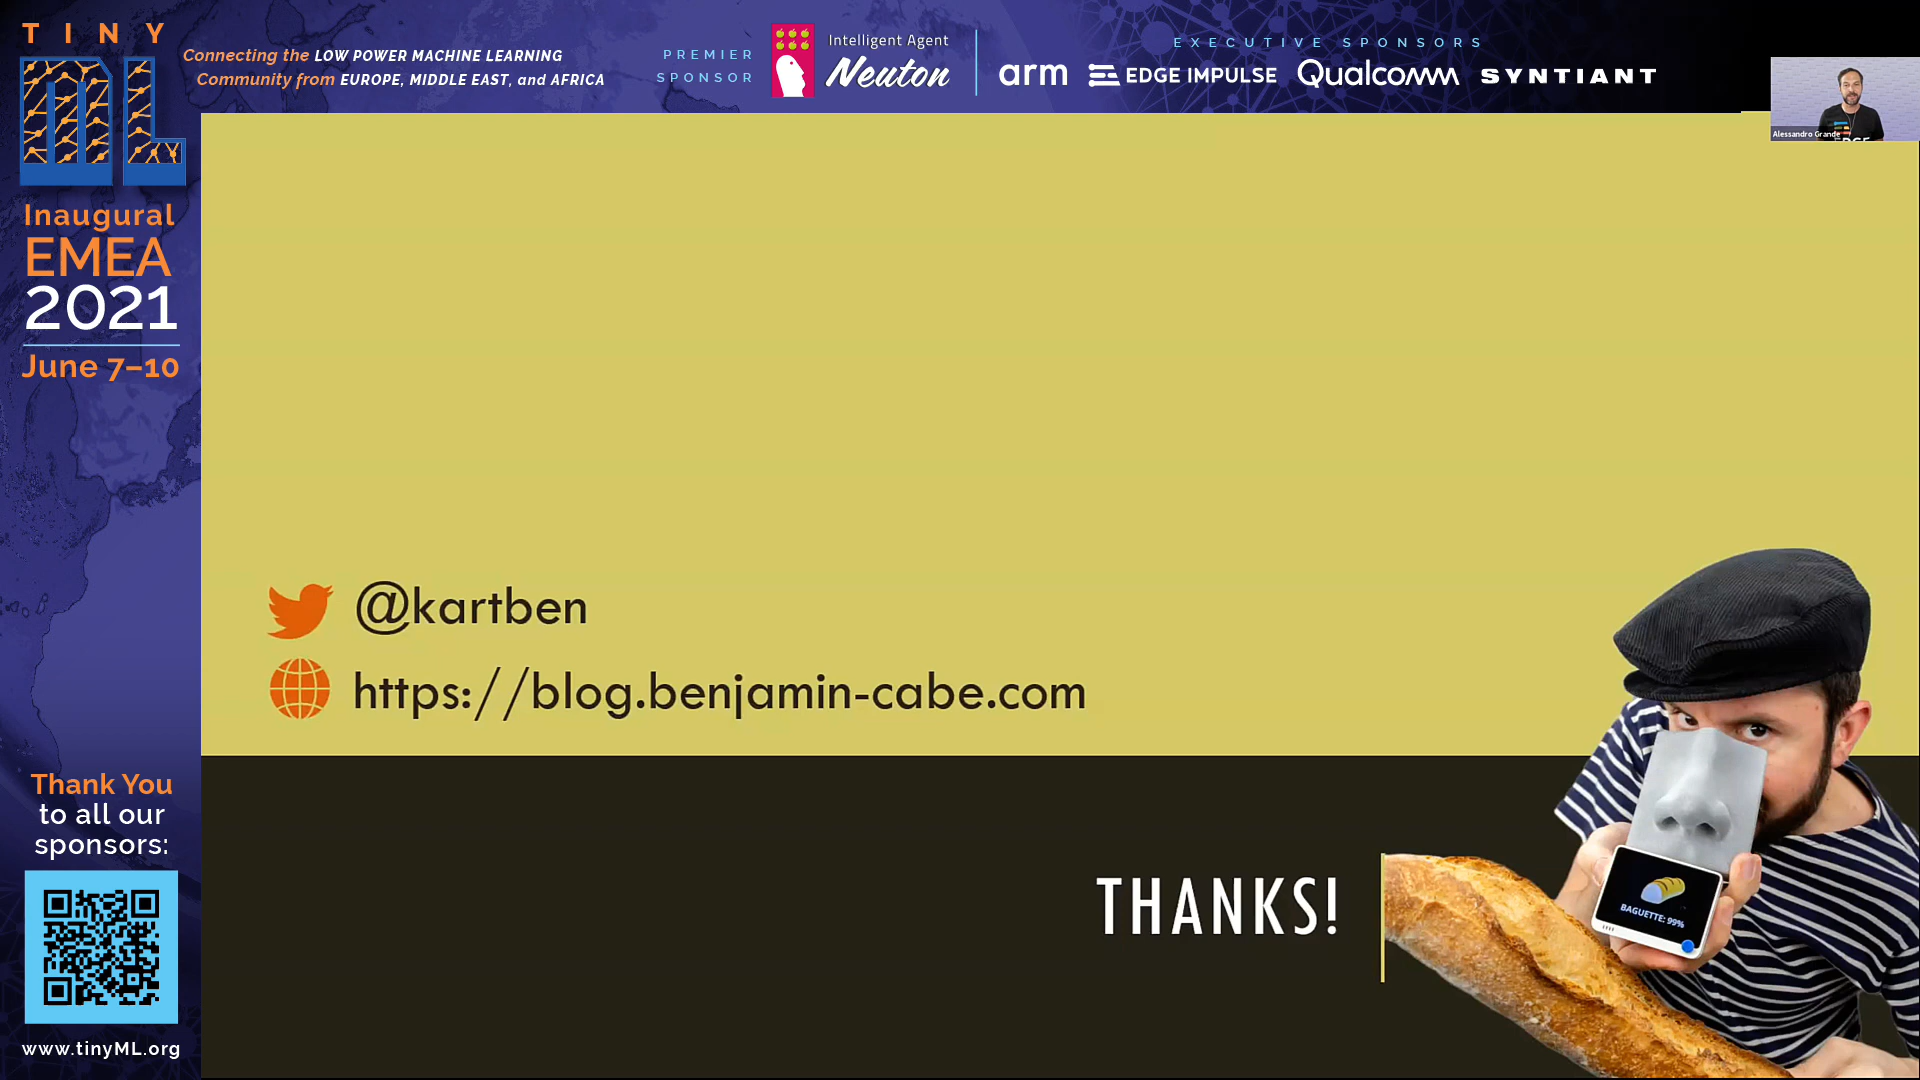 TINY
ML
Connecting the LOW POWER MACHINE LEARNING
Community from EUROPE, MIDDLE EAST, and AFRICA
PREMIER
SPONSOR
Intelligent Agent
Neuton
EXECUTIVE SPONSORS
arm
EDGE IMPULSE
Qualcomm
SYNTIANT
Alessandro Grande
Inaugural
EMEA
2021
June 7–10
@kartben
https://blog.benjamin-cabe.com
Thank You
to all our
sponsors:
www.tinyML.org
THANKS!
BAGUETTE: 99%